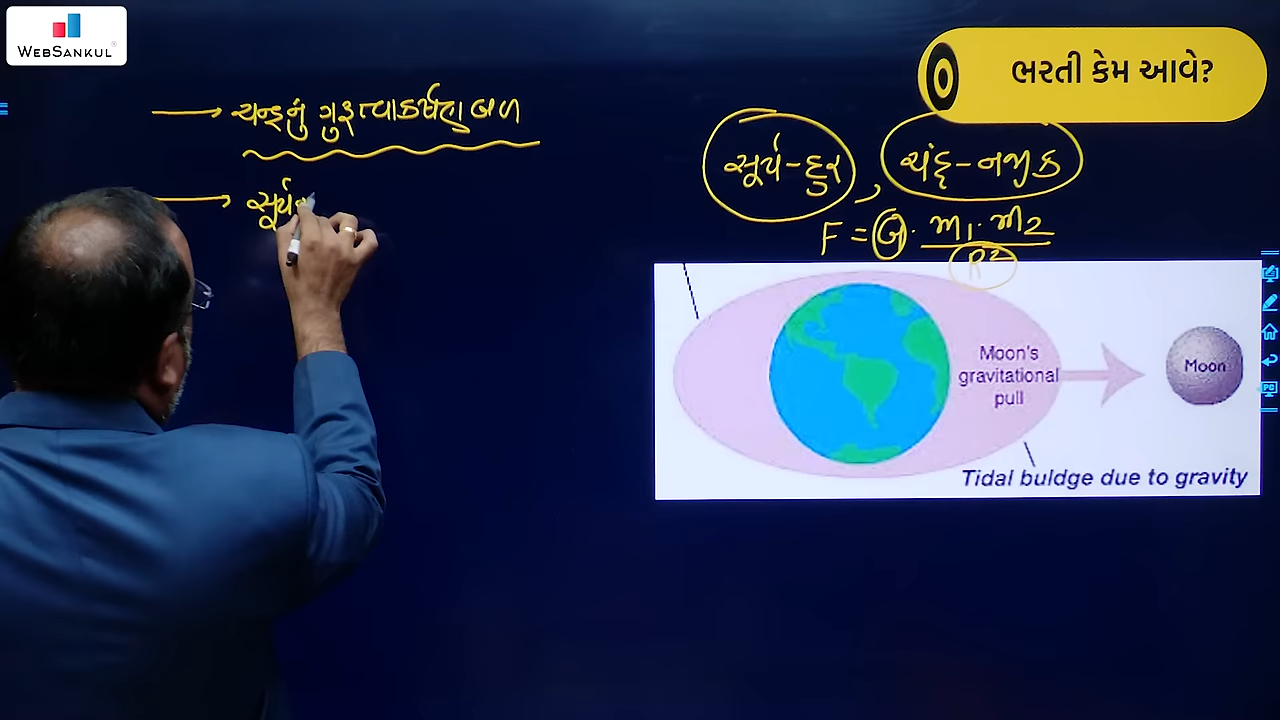 WEBSANKUL
ભરતી કેમ આવે?
ચન્દ્રનું ગુરૂત્વાકર્ષણ બળ
સૂર્ય
સૂર્ય - દુર , ચંદ્ર - નજીક
F = G · m1 · m2
R2
Moon's
gravitational
pull
Moon
Tidal buldge due to gravity
PC